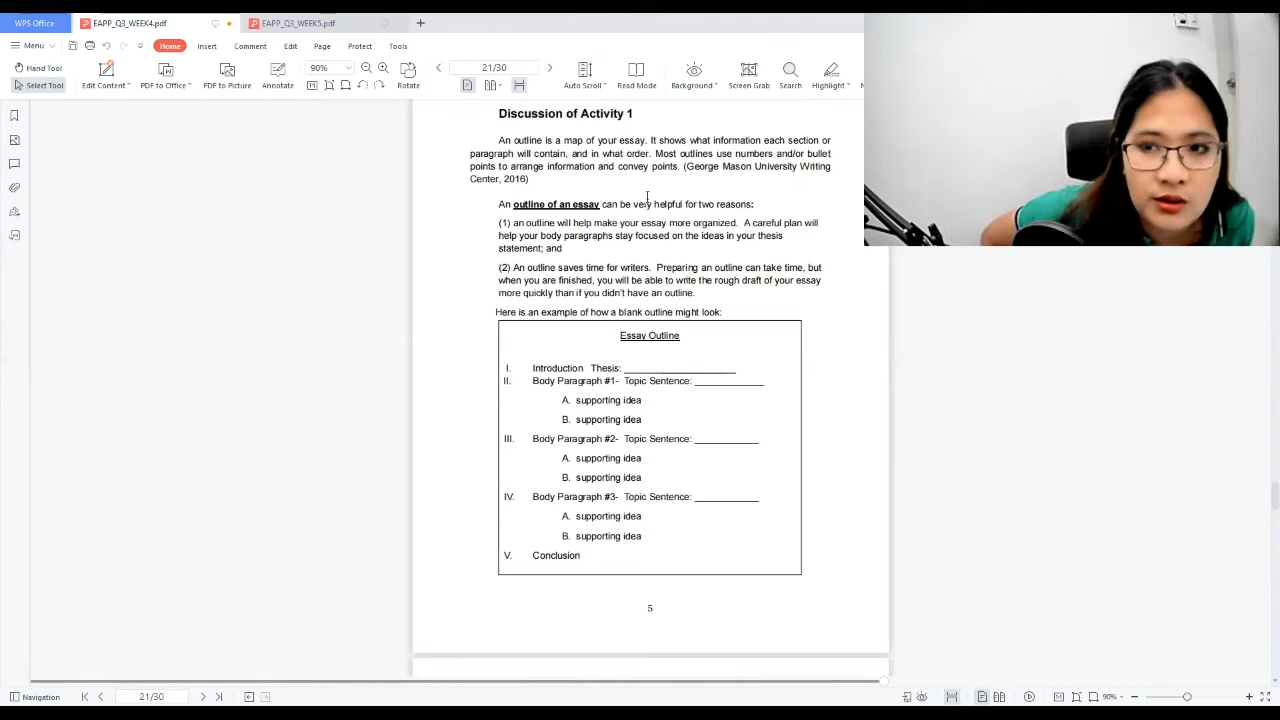 WPS Office
EAPP_Q3_WEEK4.pdf
EAPP_Q3_WEEK5.pdf
Menu
Home
Insert
Comment
Edit
Page
Protect
Tools
Hand Tool
Select Tool
Edit Content
PDF to Office
PDF to Picture
Annotate
90%
Rotate
21/30
Auto Scroll
Read Mode
Background
Screen Grab
Search
Highlight
Discussion of Activity 1
An outline is a map of your essay. It shows what information each section or
paragraph will contain, and in what order. Most outlines use numbers and/or bullet
points to arrange information and convey points. (George Mason University Writing
Center, 2016)
An outline of an essay can be very helpful for two reasons:
(1) an outline will help make your essay more organized. A careful plan will
help your body paragraphs stay focused on the ideas in your thesis
statement; and
(2) An outline saves time for writers. Preparing an outline can take time, but
when you are finished, you will be able to write the rough draft of your essay
more quickly than if you didn't have an outline.
Here is an example of how a blank outline might look:
Essay Outline
I. Introduction Thesis: ____________________
II. Body Paragraph #1- Topic Sentence: ____________
A. supporting idea
B. supporting idea
III. Body Paragraph #2- Topic Sentence: ____________
A. supporting idea
B. supporting idea
IV. Body Paragraph #3- Topic Sentence: ____________
A. supporting idea
B. supporting idea
V. Conclusion
5
Navigation
21/30
90%